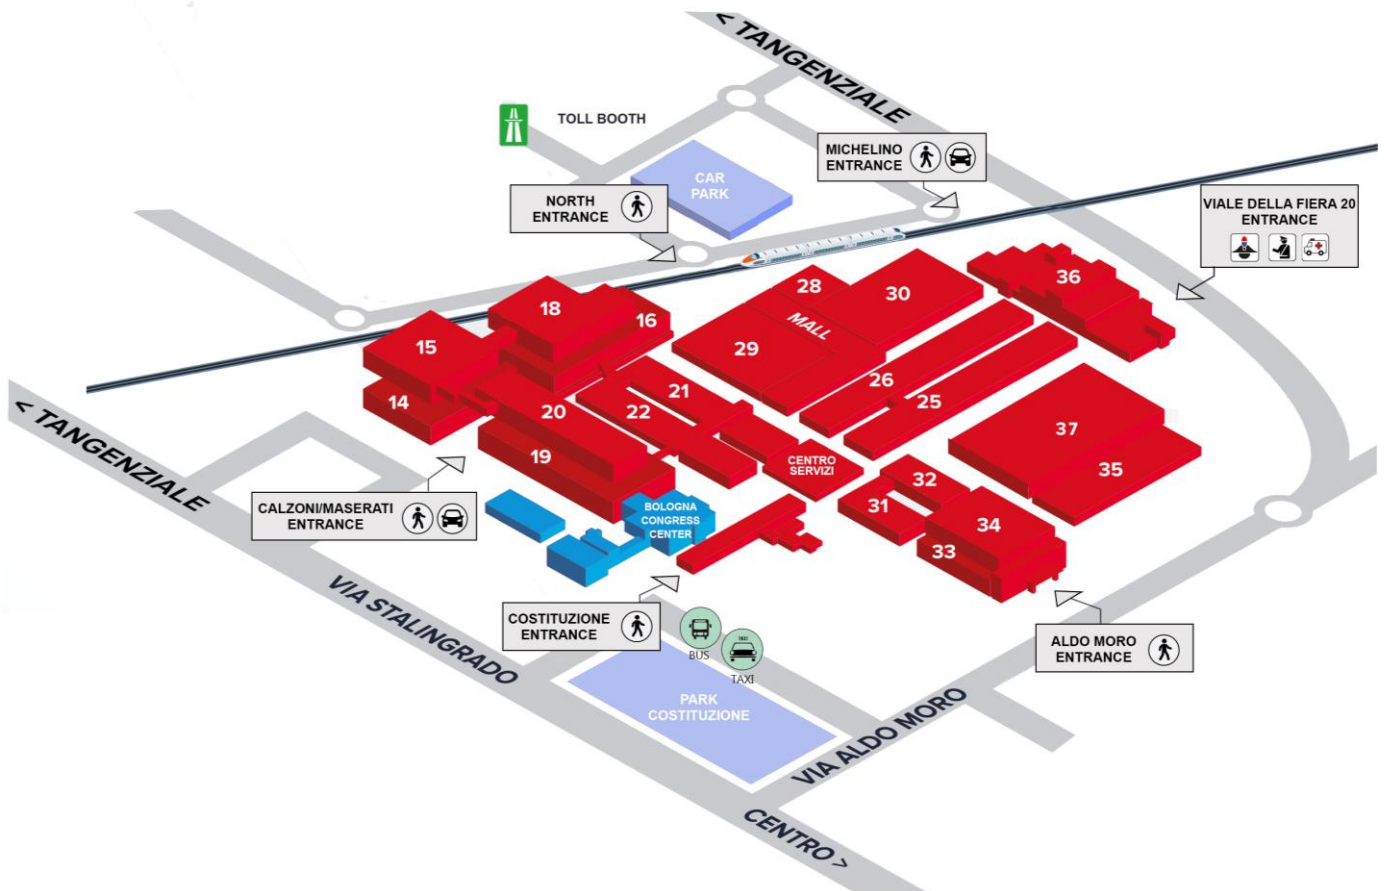 < TANGENZIALE
TOLL BOOTH
MICHELINO
ENTRANCE
CAR
PARK
NORTH
ENTRANCE
VIALE DELLA FIERA 20
ENTRANCE
36
28
30
18
16
MALL
15
29
26
21
25
14
20
22
37
19
CENTRO
SERVIZI
35
32
31
34
33
< TANGENZIALE
CALZONI/MASERATI
ENTRANCE
BOLOGNA
CONGRESS
CENTER
VIA STALINGRADO
COSTITUZIONE
ENTRANCE
BUS
TAXI
TAXI
ALDO MORO
ENTRANCE
PARK
COSTITUZIONE
VIA ALDO MORO
CENTRO >